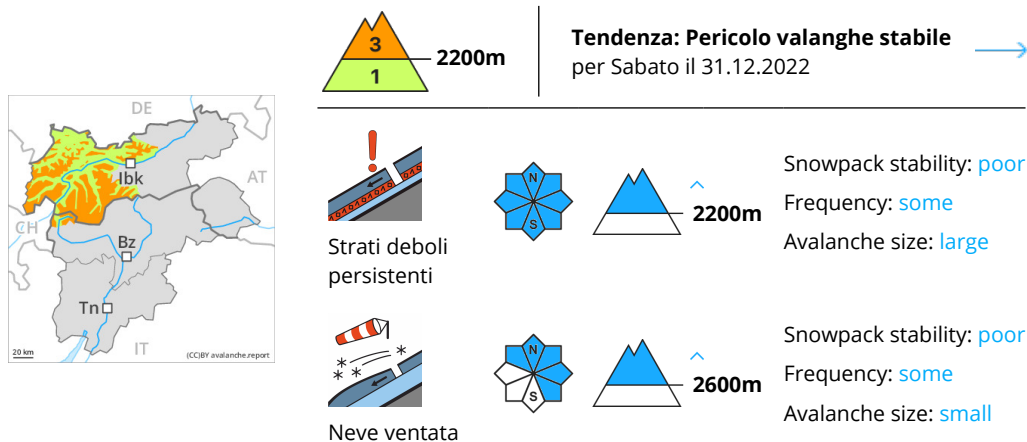 3
1
2200m
Tendenza: Pericolo valanghe stabile
per Sabato il 31.12.2022
DE
Ibk
AT
CH
Bz
Tn
IT
20 km
(CC)BY avalanche.report
Strati deboli
persistenti
N
S
2200m
Snowpack stability: poor
Frequency: some
Avalanche size: large
Neve ventata
N
S
2600m
Snowpack stability: poor
Frequency: some
Avalanche size: small